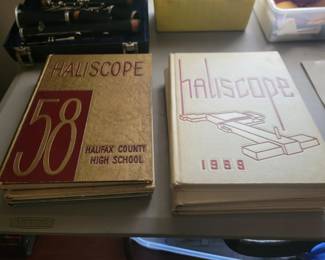 HALISCOPE
58
HALIFAX COUNTY
HIGH SCHOOL
haliscope
1959